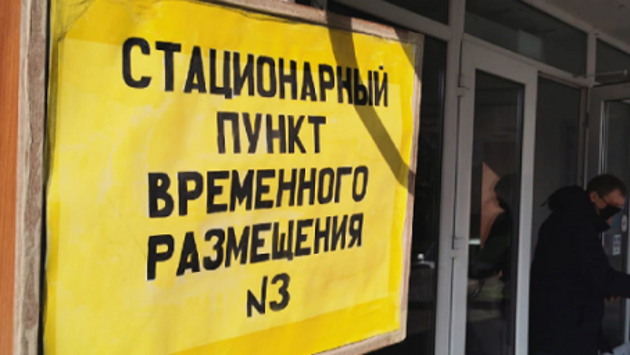 СТАЦИОНАРНЫЙ
ПУНКТ
ВРЕМЕННОГО
РАЗМЕЩЕНИЯ
№3